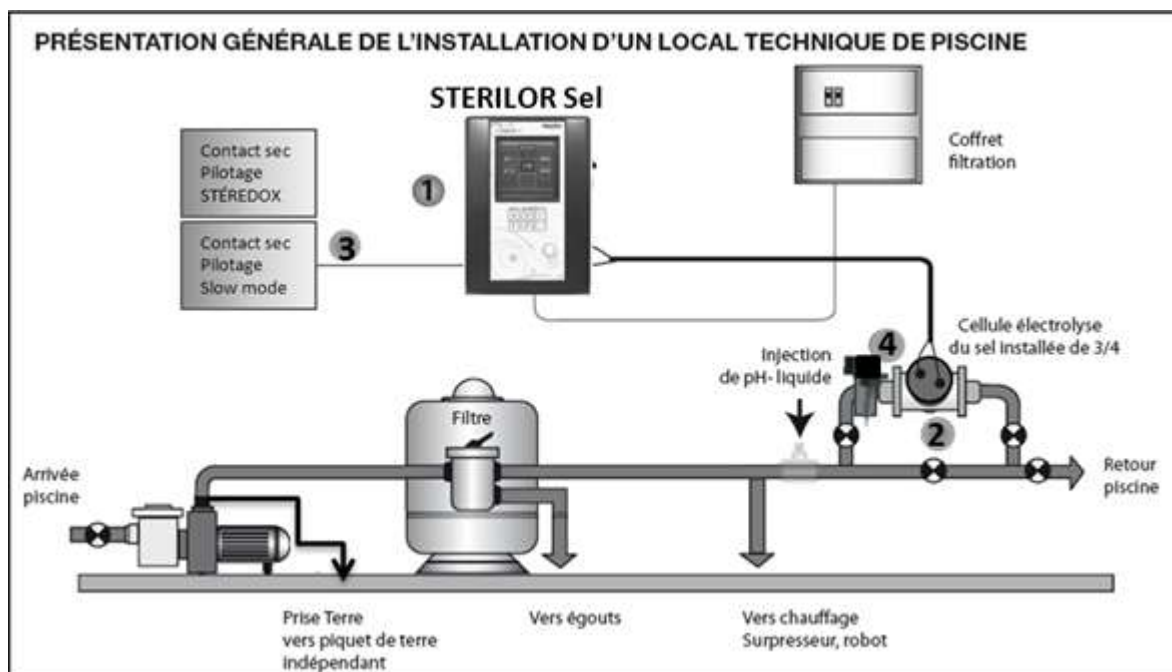 PRÉSENTATION GÉNÉRALE DE L'INSTALLATION D'UN LOCAL TECHNIQUE DE PISCINE
STERILOR Sel
Contact sec
Pilotage
STÉREDOX
1
Coffret
filtration
Contact sec
Pilotage
Slow mode
3
Injection
de pH- liquide
4
Cellule électrolyse
du sel installée de 3/4
Filtre
2
Arrivée
piscine
Retour
piscine
Prise Terre
vers piquet de terre
indépendant
Vers égouts
Vers chauffage
Surpresseur, robot